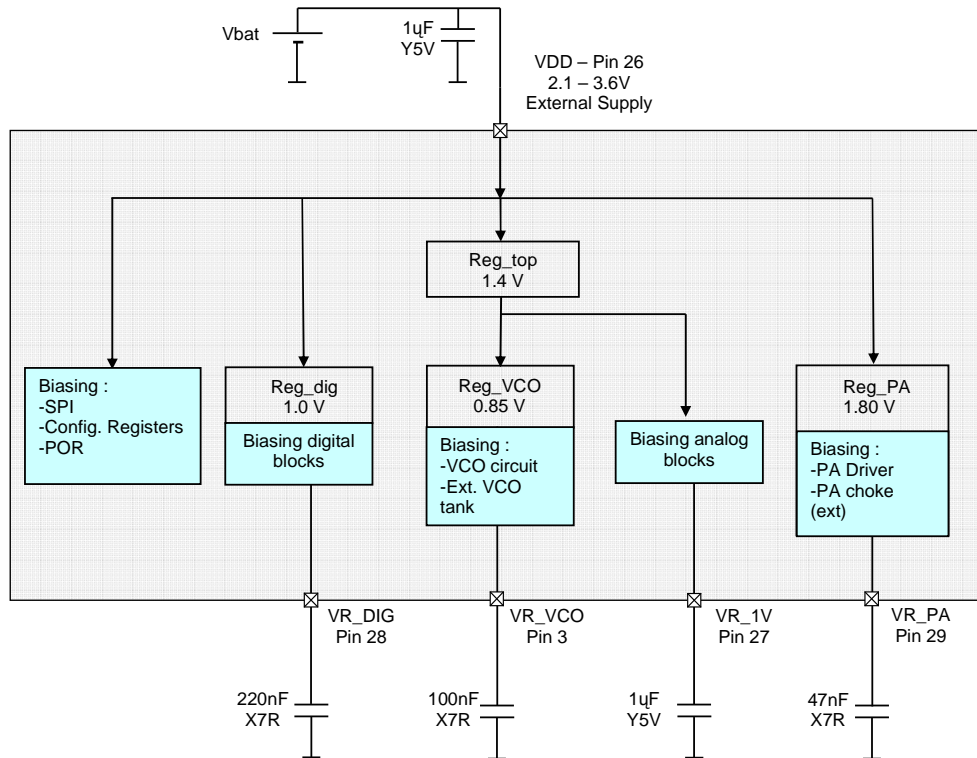 Vbat
1ųF
Y5V
VDD – Pin 26
2.1 – 3.6V
External Supply
Reg_top
1.4 V
Biasing :
-SPI
-Config. Registers
-POR
Reg_dig
1.0 V
Biasing digital
blocks
Reg_VCO
0.85 V
Biasing :
-VCO circuit
-Ext. VCO
tank
Biasing analog
blocks
Reg_PA
1.80 V
Biasing :
-PA Driver
-PA choke
(ext)
VR_DIG
Pin 28
VR_VCO
Pin 3
VR_1V
Pin 27
VR_PA
Pin 29
220nF
X7R
100nF
X7R
1ųF
Y5V
47nF
X7R